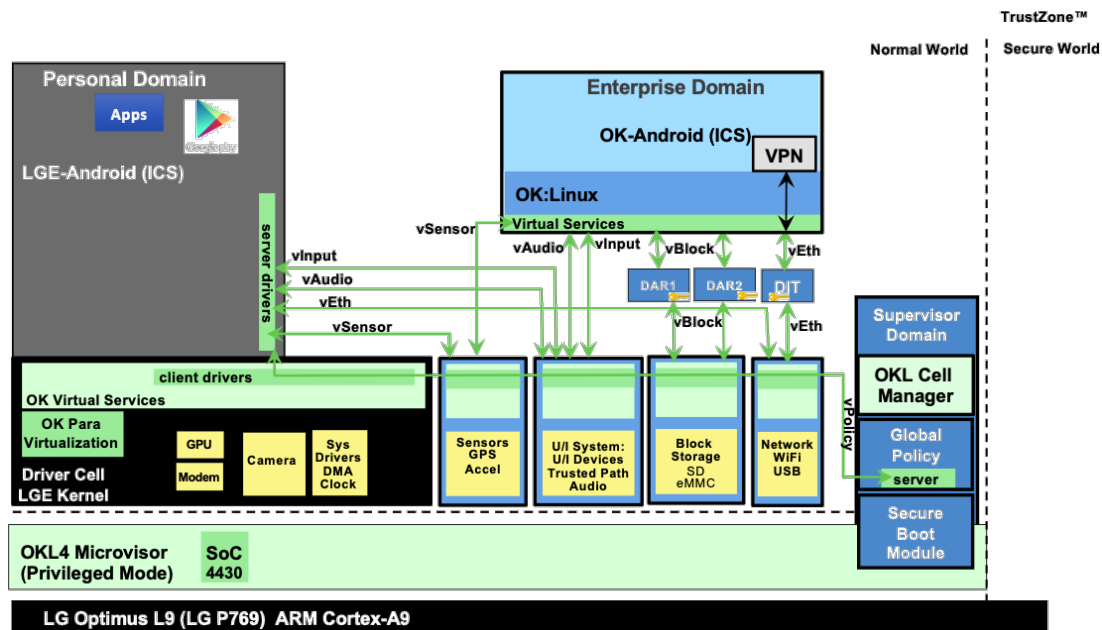 TrustZone™
Normal World
Secure World
Personal Domain
Apps
Google play
LGE-Android (ICS)
server drivers
Enterprise Domain
OK-Android (ICS)
VPN
OK:Linux
Virtual Services
vSensor
vAudio
vInput
vBlock
vEth
vInput
vAudio
vEth
vSensor
DAR1
DAR2
DIT
vBlock
vEth
Supervisor
Domain
OKL Cell
Manager
vPolicy
Global
Policy
server
Secure
Boot
Module
client drivers
OK Virtual Services
OK Para
Virtualization
Driver Cell
LGE Kernel
GPU
Modem
Camera
Sys
Drivers
DMA
Clock
Sensors
GPS
Accel
U/I System:
U/I Devices
Trusted Path
Audio
Block
Storage
SD
eMMC
Network
WiFi
USB
OKL4 Microvisor
(Privileged Mode)
SoC
4430
LG Optimus L9 (LG P769) ARM Cortex-A9